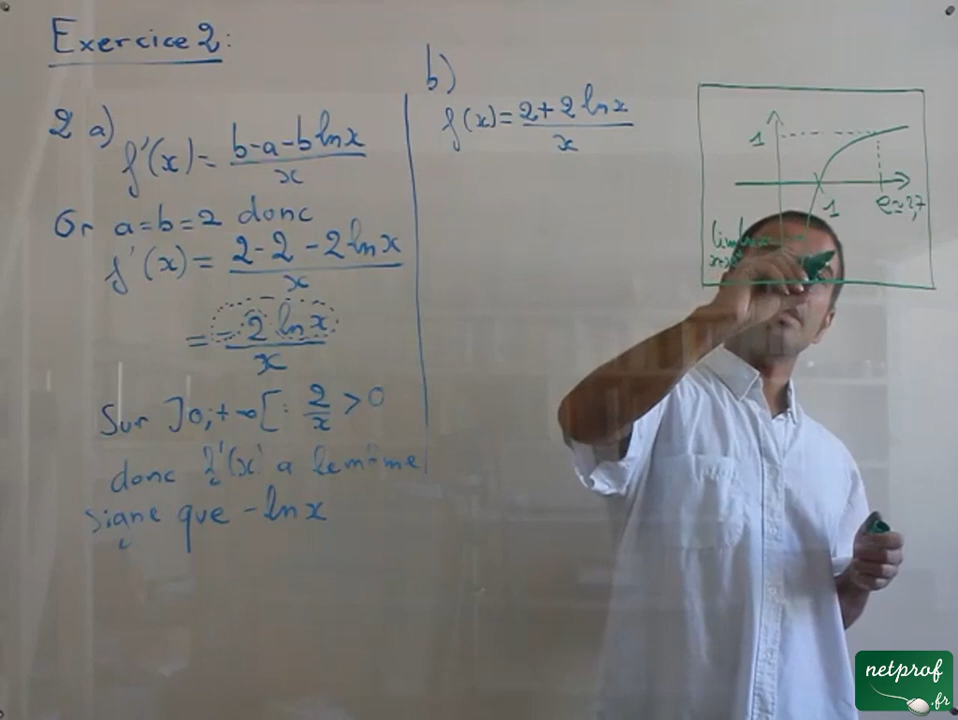 Exercice 2:
2 a)
f'(x) = b-a-b ln x / x
Or a=b=2 donc
f'(x) = 2-2-2 ln x / x
= -2 ln x / x
Sur ]0;+∞[: 2/x > 0
donc f'(x) a le même
signe que -ln x
b)
f(x) = 2+2 ln x / x
1
1
e≃2,7
netprof
.fr